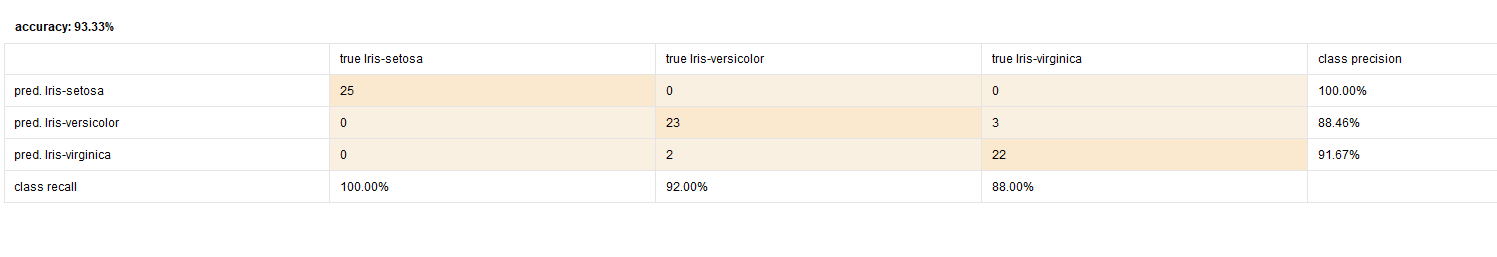 accuracy: 93.33%
true Iris-setosa true Iris-versicolor true Iris-virginica class precision
pred. Iris-setosa 25 0 0 100.00%
pred. Iris-versicolor 0 23 3 88.46%
pred. Iris-virginica 0 2 22 91.67%
class recall 100.00% 92.00% 88.00%